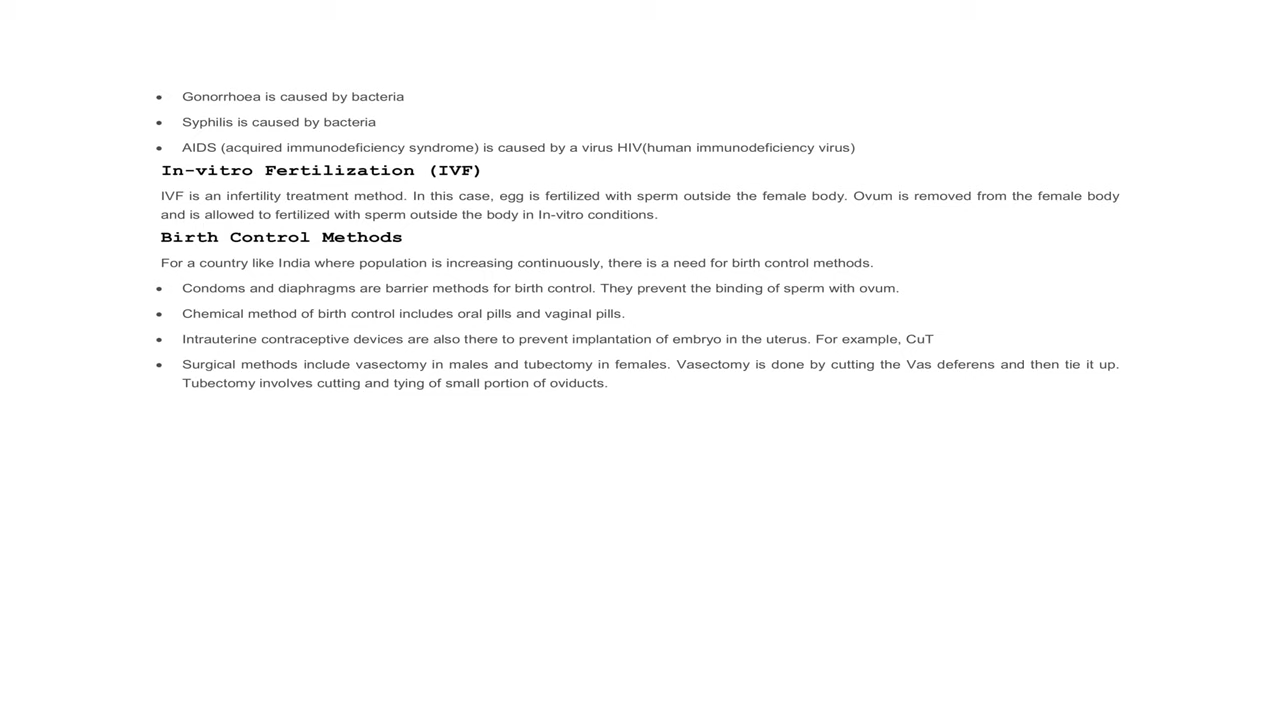 • Gonorrhoea is caused by bacteria
• Syphilis is caused by bacteria
• AIDS (acquired immunodeficiency syndrome) is caused by a virus HIV(human immunodeficiency virus)
In-vitro Fertilization (IVF)
IVF is an infertility treatment method. In this case, egg is fertilized with sperm outside the female body. Ovum is removed from the female body
and is allowed to fertilized with sperm outside the body in In-vitro conditions.
Birth Control Methods
For a country like India where population is increasing continuously, there is a need for birth control methods.
• Condoms and diaphragms are barrier methods for birth control. They prevent the binding of sperm with ovum.
• Chemical method of birth control includes oral pills and vaginal pills.
• Intrauterine contraceptive devices are also there to prevent implantation of embryo in the uterus. For example, CuT
• Surgical methods include vasectomy in males and tubectomy in females. Vasectomy is done by cutting the Vas deferens and then tie it up.
Tubectomy involves cutting and tying of small portion of oviducts.